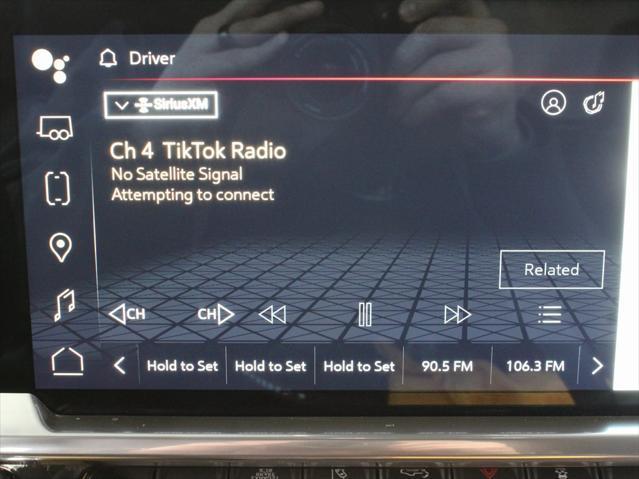 Driver
SiriusXM
Ch 4 TikTok Radio
No Satellite Signal
Attempting to connect
Related
CH CH
Hold to Set Hold to Set Hold to Set 90.5 FM 106.3 FM